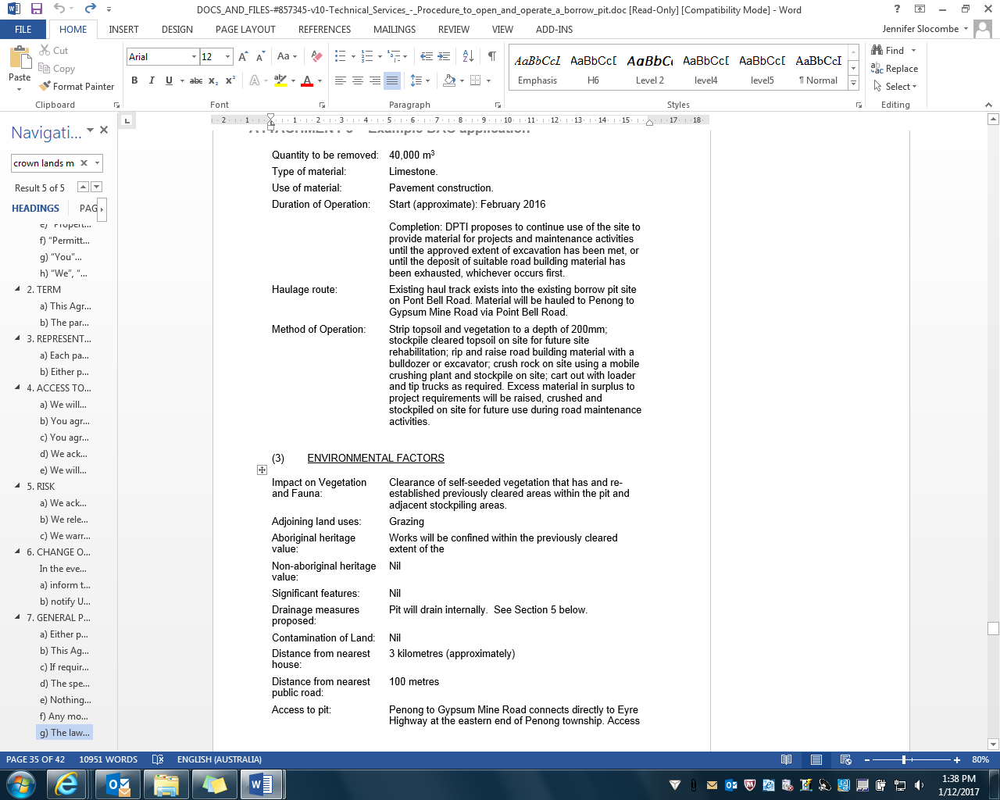 DOCS_AND_FILES-#857345-v10-Technical_Services_-_Procedure_to_open_and_operate_a_borrow_pit.doc [Read-Only] [Compatibility Mode] - Word
FILE HOME INSERT DESIGN PAGE LAYOUT REFERENCES MAILINGS REVIEW VIEW ADD-INS Jennifer Slocombe
Paste
Cut
Copy
Format Painter
Clipboard
Arial 12
Font
Paragraph
AaBbCcI AaBbCcI AaBbCc AaBbCcI AaBbCcI AaBbCcI
Emphasis H6 Level 2 level4 level5 ¶ Normal
Styles
Find
Replace
Select
Editing
Navigati...
crown lands m
Result 5 of 5
HEADINGS PAG
e) "Propert...
f) "Permitt...
g) "You"...
h) "We", "...
2. TERM
a) This Agr...
b) The par...
3. REPRESENT...
a) Each pa...
b) Either p...
4. ACCESS TO...
a) We will...
b) You agr...
c) You agr...
d) We ack...
e) We will...
5. RISK
a) We ack...
b) We rele...
c) We warr...
6. CHANGE O...
In the eve...
a) inform t...
b) notify U...
7. GENERAL P...
a) Either p...
b) This Ag...
c) If requir...
d) The spe...
e) Nothing...
f) Any mo...
g) The law...
2 1 1 2 3 4 5 6 7 8 9 10 11 12 13 14 15 17 18
Example DAC application
Quantity to be removed: 40,000 m³
Type of material: Limestone.
Use of material: Pavement construction.
Duration of Operation: Start (approximate): February 2016
Completion: DPTI proposes to continue use of the site to
provide material for projects and maintenance activities
until the approved extent of excavation has been met, or
until the deposit of suitable road building material has
been exhausted, whichever occurs first.
Haulage route: Existing haul track exists into the existing borrow pit site
on Pont Bell Road. Material will be hauled to Penong to
Gypsum Mine Road via Point Bell Road.
Method of Operation: Strip topsoil and vegetation to a depth of 200mm;
stockpile cleared topsoil on site for future site
rehabilitation; rip and raise road building material with a
bulldozer or excavator; crush rock on site using a mobile
crushing plant and stockpile on site; cart out with loader
and tip trucks as required. Excess material in surplus to
project requirements will be raised, crushed and
stockpiled on site for future use during road maintenance
activities.
(3) ENVIRONMENTAL FACTORS
Impact on Vegetation Clearance of self-seeded vegetation that has and re-
and Fauna: established previously cleared areas within the pit and
adjacent stockpiling areas.
Adjoining land uses: Grazing
Aboriginal heritage Works will be confined within the previously cleared
value: extent of the
Non-aboriginal heritage Nil
value:
Significant features: Nil
Drainage measures Pit will drain internally. See Section 5 below.
proposed:
Contamination of Land: Nil
Distance from nearest 3 kilometres (approximately)
house:
Distance from nearest 100 metres
public road:
Access to pit: Penong to Gypsum Mine Road connects directly to Eyre
Highway at the eastern end of Penong township. Access
PAGE 35 OF 42 10951 WORDS ENGLISH (AUSTRALIA) 80%
1:38 PM
1/12/2017